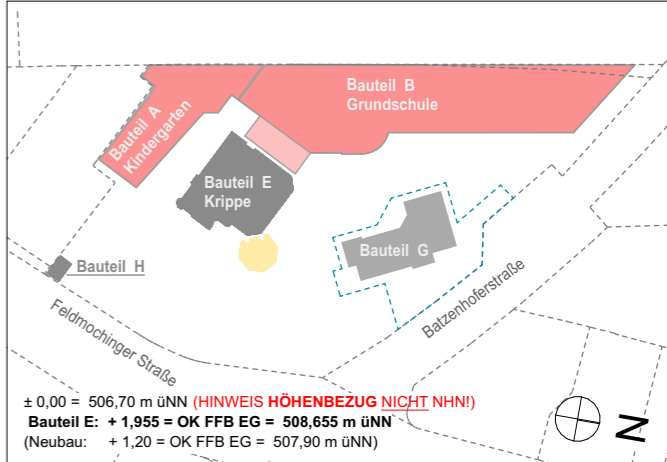 Bauteil B
Grundschule
Bauteil A
Kindergarten
Bauteil E
Krippe
Bauteil G
Bauteil H
Feldmochinger Straße
Batzenhoferstraße
± 0,00 = 506,70 m üNN (HINWEIS HÖHENBEZUG NICHT NHN!)
Bauteil E: + 1,955 = OK FFB EG = 508,655 m üNN
(Neubau: + 1,20 = OK FFB EG = 507,90 m üNN)
N